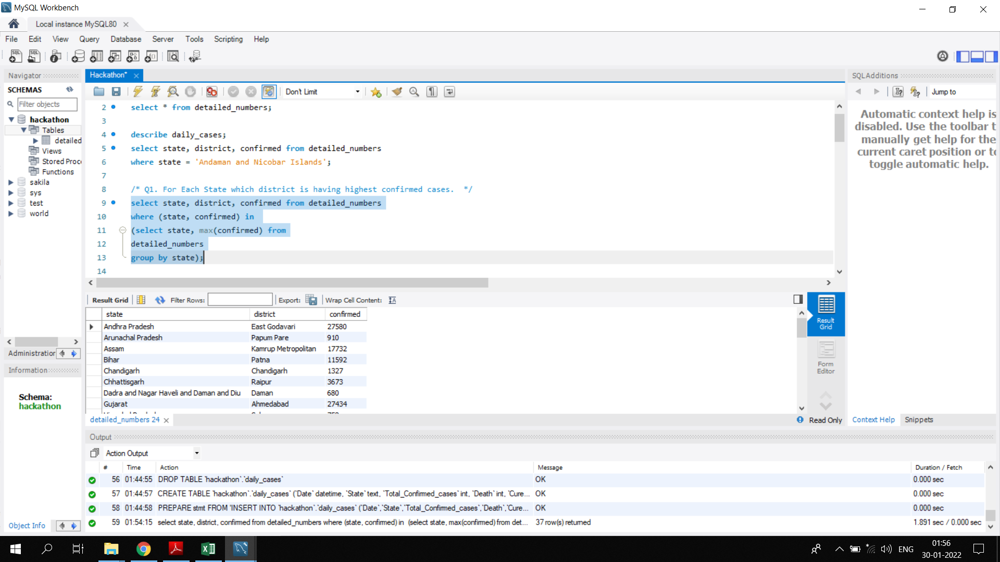 MySQL Workbench
Local instance MySQL80
File Edit View Query Database Server Tools Scripting Help
Navigator
SCHEMAS
Filter objects
hackathon
Tables
detailed
Views
Stored Proc
Functions
sakila
sys
test
world
Administration
Information
Schema:
hackathon
Object Info
Hackathon*
Don't Limit
2 select * from detailed_numbers;
3
4 describe daily_cases;
5 select state, district, confirmed from detailed_numbers
6 where state = 'Andaman and Nicobar Islands';
7
8 /* Q1. For Each State which district is having highest confirmed cases.  */
9 select state, district, confirmed from detailed_numbers
10 where (state, confirmed) in
11 (select state, max(confirmed) from
12 detailed_numbers
13 group by state);
14
Result Grid Filter Rows: Export: Wrap Cell Content:
state district confirmed
Andhra Pradesh East Godavari 27580
Arunachal Pradesh Papum Pare 910
Assam Kamrup Metropolitan 17732
Bihar Patna 11592
Chandigarh Chandigarh 1327
Chhattisgarh Raipur 3673
Dadra and Nagar Haveli and Daman and Diu Daman 680
Gujarat Ahmedabad 27434
Result
Grid
Form
Editor
detailed_numbers 24
Read Only
SQLAdditions
Jump to
Automatic context help is
disabled. Use the toolbar t
manually get help for the
current caret position or to
toggle automatic help.
Context Help Snippets
Output
Action Output
# Time Action Message Duration / Fetch
56 01:44:55 DROP TABLE `hackathon`.`daily_cases` OK 0.000 sec
57 01:44:57 CREATE TABLE `hackathon`.`daily_cases` (`Date` datetime, `State` text, `Total_Confirmed_cases` int, `Death` int, `Cure... OK 0.000 sec
58 01:44:58 PREPARE stmt FROM 'INSERT INTO `hackathon`.`daily_cases` (`Date`,`State`,`Total_Confirmed_cases`,`Death`,`Cure... OK 0.000 sec
59 01:54:15 select state, district, confirmed from detailed_numbers where (state, confirmed) in  (select state, max(confirmed) from det... 37 row(s) returned 1.891 sec / 0.000 sec
ENG
01:56
30-01-2022